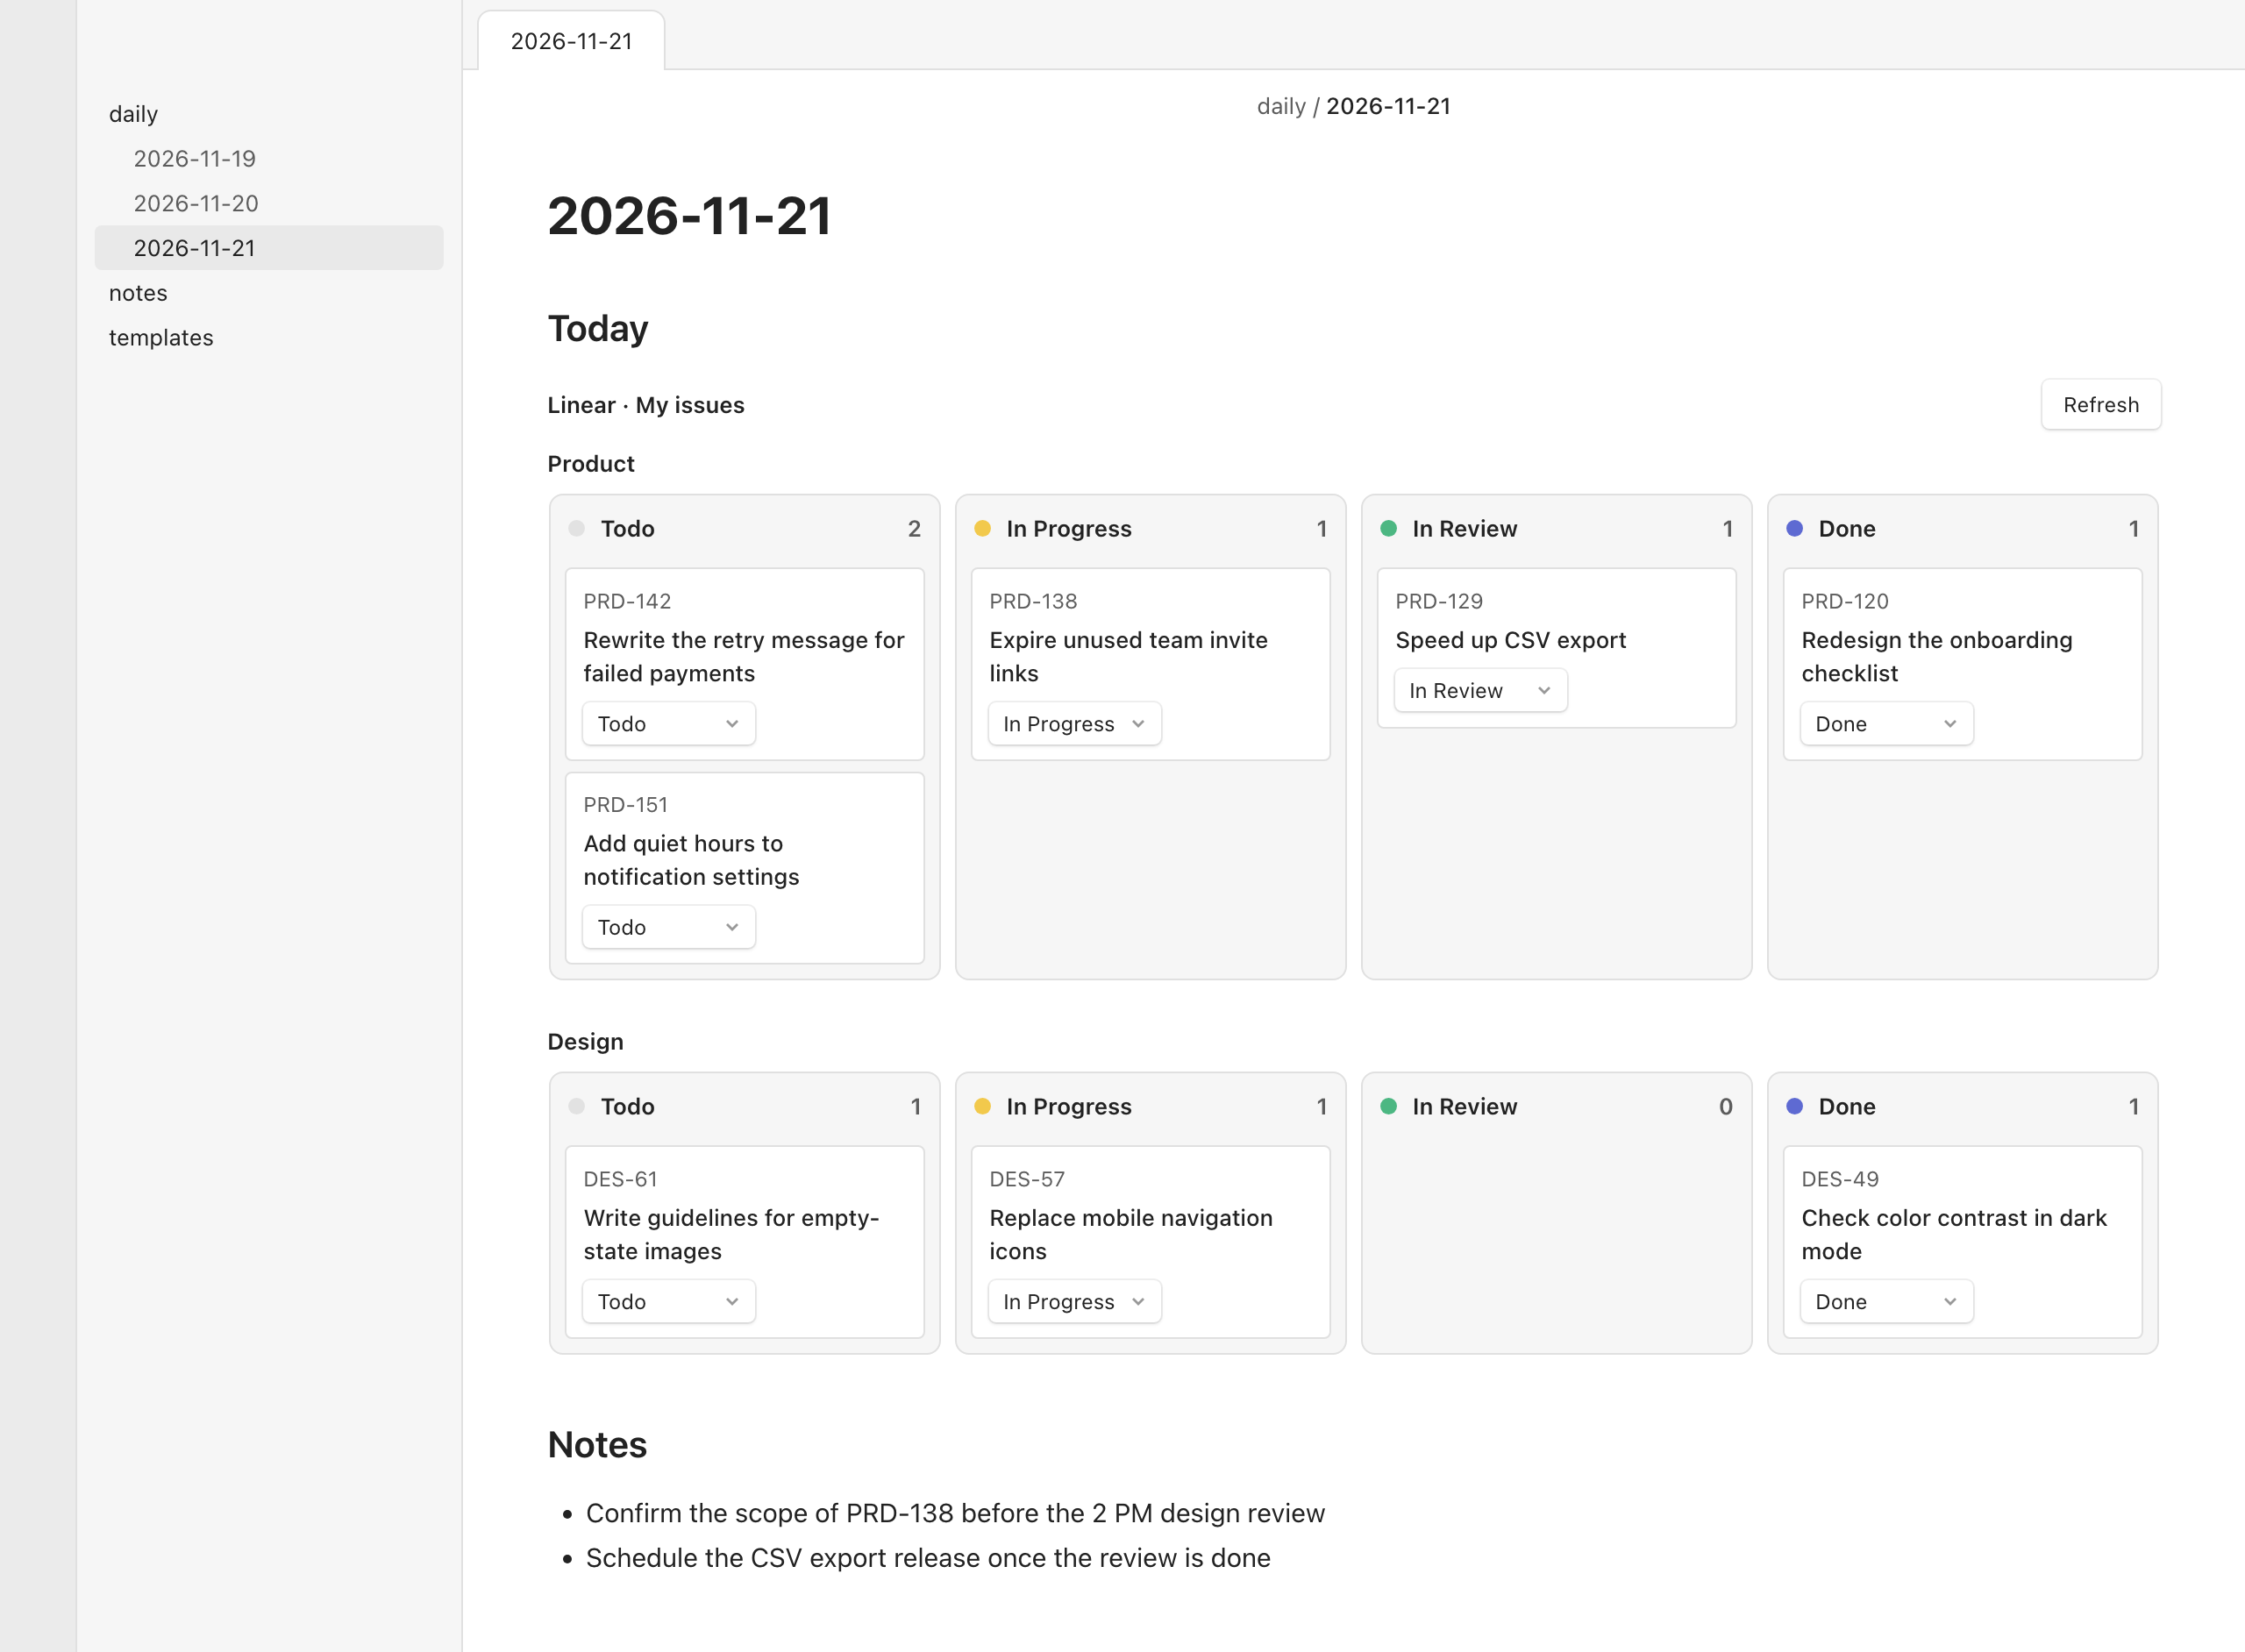 2026-11-21
daily
2026-11-19
2026-11-20
2026-11-21
notes
templates
daily / 2026-11-21
2026-11-21
Today
Linear · My issues
Refresh
Product
Todo 2
PRD-142
Rewrite the retry message for
failed payments
Todo
PRD-151
Add quiet hours to
notification settings
Todo
In Progress 1
PRD-138
Expire unused team invite
links
In Progress
In Review 1
PRD-129
Speed up CSV export
In Review
Done 1
PRD-120
Redesign the onboarding
checklist
Done
Design
Todo 1
DES-61
Write guidelines for empty-
state images
Todo
In Progress 1
DES-57
Replace mobile navigation
icons
In Progress
In Review 0
Done 1
DES-49
Check color contrast in dark
mode
Done
Notes
• Confirm the scope of PRD-138 before the 2 PM design review
• Schedule the CSV export release once the review is done